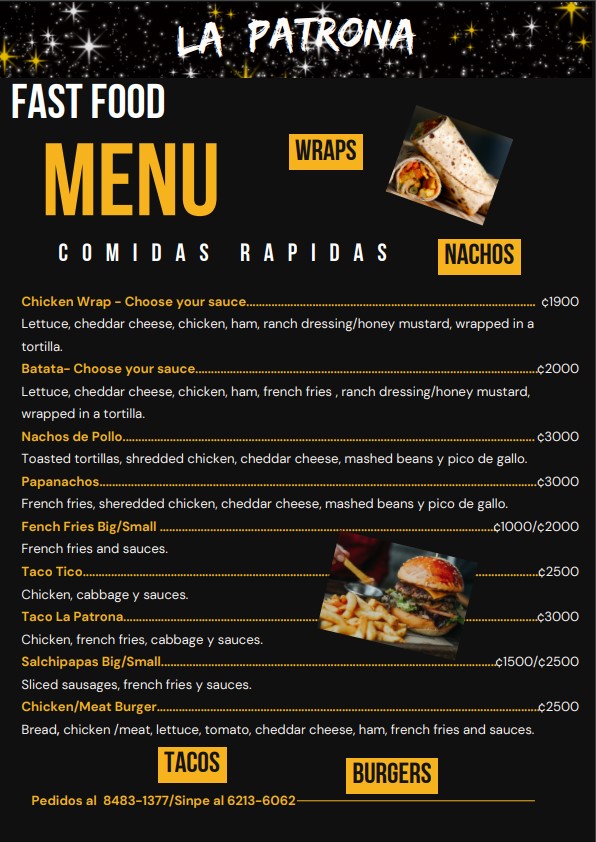 LA PATRONA
FAST FOOD
MENU
WRAPS
COMIDAS RAPIDAS
NACHOS
Chicken Wrap - Choose your sauce.......... ₡1900
Lettuce, cheddar cheese, chicken, ham, ranch dressing/honey mustard, wrapped in a
tortilla.
Batata- Choose your sauce..........₡2000
Lettuce, cheddar cheese, chicken, ham, french fries , ranch dressing/honey mustard,
wrapped in a tortilla.
Nachos de Pollo..........₡3000
Toasted tortillas, shredded chicken, cheddar cheese, mashed beans y pico de gallo.
Papanachos..........₡3000
French fries, sheredded chicken, cheddar cheese, mashed beans y pico de gallo.
Fench Fries Big/Small ..........₡1000/₡2000
French fries and sauces.
Taco Tico..........₡2500
Chicken, cabbage y sauces.
Taco La Patrona..........₡3000
Chicken, french fries, cabbage y sauces.
Salchipapas Big/Small..........₡1500/₡2500
Sliced sausages, french fries y sauces.
Chicken/Meat Burger..........₡2500
Bread, chicken /meat, lettuce, tomato, cheddar cheese, ham, french fries and sauces.
TACOS
BURGERS
Pedidos al  8483-1377/Sinpe al 6213-6062